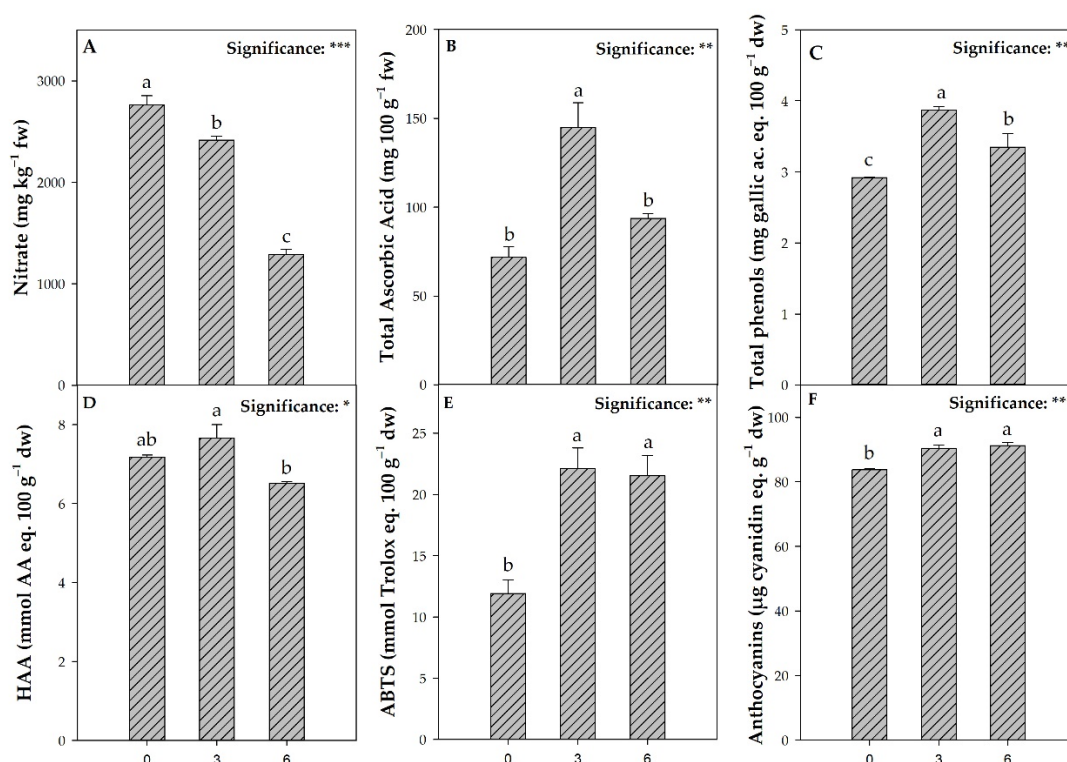 A
Significance: ***
Nitrate (mg kg⁻¹ fw)
3000
2000
1000
0
a
b
c
B
Significance: **
Total Ascorbic Acid (mg 100 g⁻¹ fw)
200
150
100
50
0
b
a
b
C
Significance: **
Total phenols (mg gallic ac. eq. 100 g⁻¹ dw)
5
4
3
2
1
0
c
a
b
D
Significance: *
HAA (mmol AA eq. 100 g⁻¹ dw)
8
6
4
2
0
ab
a
b
0 3 6
E
Significance: **
ABTS (mmol Trolox eq. 100 g⁻¹ dw)
25
20
15
10
5
0
b
a
a
0 3 6
F
Significance: **
Anthocyanins (µg cyanidin eq. g⁻¹ dw)
100
80
60
40
20
0
b
a
a
0 3 6